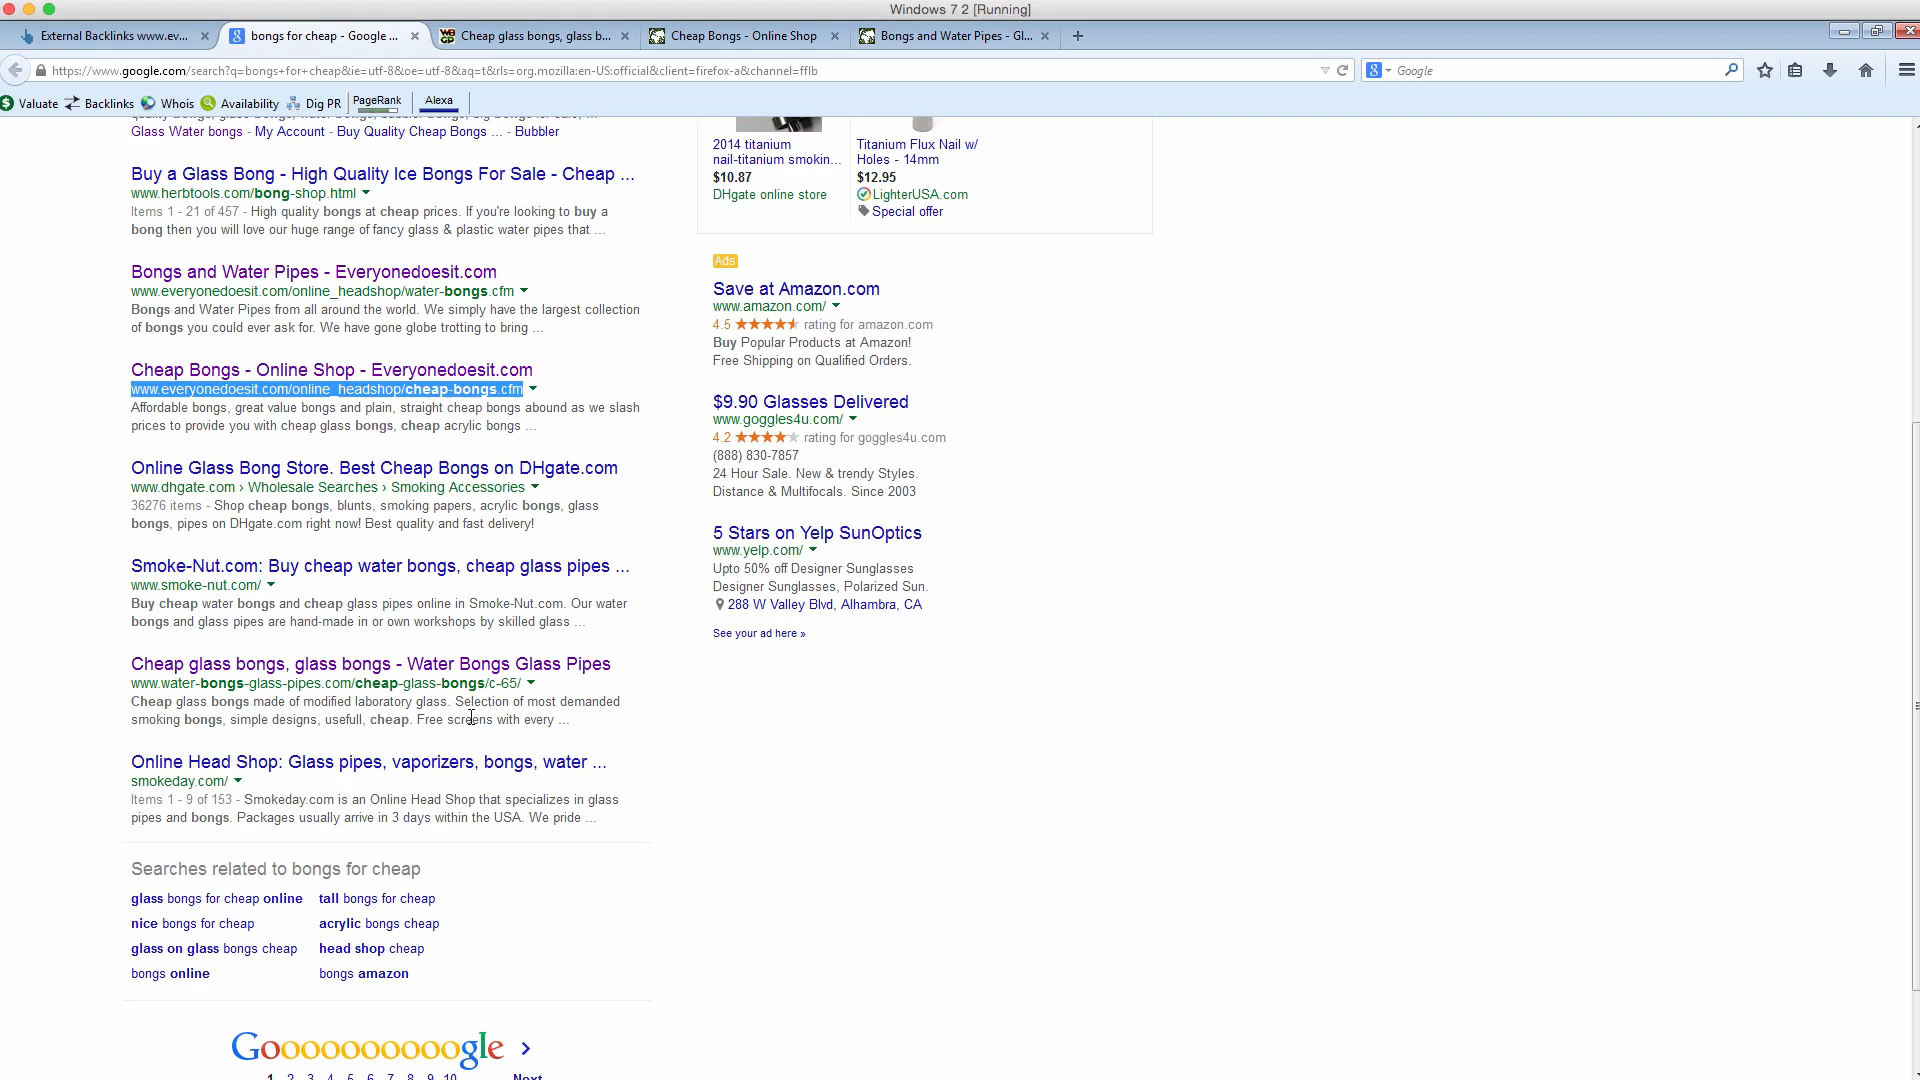 Windows 7 2 [Running]
External Backlinks www.ev...
bongs for cheap - Google ...
Cheap glass bongs, glass b...
Cheap Bongs - Online Shop
Bongs and Water Pipes - Gl...
https://www.google.com/search?q=bongs+for+cheap&ie=utf-8&oe=utf-8&aq=t&rls=org.mozilla:en-US:official&client=firefox-a&channel=fflb
Google
Valuate
Backlinks
Whois
Availability
Dig PR
PageRank
Alexa
quality bongs, glass bongs, water bongs, bubbler bongs, big bongs for sale, ...
Glass Water bongs - My Account - Buy Quality Cheap Bongs ... - Bubbler
Buy a Glass Bong - High Quality Ice Bongs For Sale - Cheap ...
www.herbtools.com/bong-shop.html
Items 1 - 21 of 457 - High quality bongs at cheap prices. If you're looking to buy a
bong then you will love our huge range of fancy glass & plastic water pipes that ...
Bongs and Water Pipes - Everyonedoesit.com
www.everyonedoesit.com/online_headshop/water-bongs.cfm
Bongs and Water Pipes from all around the world. We simply have the largest collection
of bongs you could ever ask for. We have gone globe trotting to bring ...
Cheap Bongs - Online Shop - Everyonedoesit.com
www.everyonedoesit.com/online_headshop/cheap-bongs.cfm
Affordable bongs, great value bongs and plain, straight cheap bongs abound as we slash
prices to provide you with cheap glass bongs, cheap acrylic bongs ...
Online Glass Bong Store. Best Cheap Bongs on DHgate.com
www.dhgate.com › Wholesale Searches › Smoking Accessories
36276 items - Shop cheap bongs, blunts, smoking papers, acrylic bongs, glass
bongs, pipes on DHgate.com right now! Best quality and fast delivery!
Smoke-Nut.com: Buy cheap water bongs, cheap glass pipes ...
www.smoke-nut.com/
Buy cheap water bongs and cheap glass pipes online in Smoke-Nut.com. Our water
bongs and glass pipes are hand-made in or own workshops by skilled glass ...
Cheap glass bongs, glass bongs - Water Bongs Glass Pipes
www.water-bongs-glass-pipes.com/cheap-glass-bongs/c-65/
Cheap glass bongs made of modified laboratory glass. Selection of most demanded
smoking bongs, simple designs, usefull, cheap. Free screens with every ...
Online Head Shop: Glass pipes, vaporizers, bongs, water ...
smokeday.com/
Items 1 - 9 of 153 - Smokeday.com is an Online Head Shop that specializes in glass
pipes and bongs. Packages usually arrive in 3 days within the USA. We pride ...
Searches related to bongs for cheap
glass bongs for cheap online
tall bongs for cheap
nice bongs for cheap
acrylic bongs cheap
glass on glass bongs cheap
head shop cheap
bongs online
bongs amazon
Goooooooooogle
1 2 3 4 5 6 7 8 9 10 Next
2014 titanium
nail-titanium smokin...
$10.87
DHgate online store
Titanium Flux Nail w/
Holes - 14mm
$12.95
LighterUSA.com
Special offer
Ads
Save at Amazon.com
www.amazon.com/
4.5 rating for amazon.com
Buy Popular Products at Amazon!
Free Shipping on Qualified Orders.
$9.90 Glasses Delivered
www.goggles4u.com/
4.2 rating for goggles4u.com
(888) 830-7857
24 Hour Sale. New & trendy Styles.
Distance & Multifocals. Since 2003
5 Stars on Yelp SunOptics
www.yelp.com/
Upto 50% off Designer Sunglasses
Designer Sunglasses, Polarized Sun.
288 W Valley Blvd, Alhambra, CA
See your ad here »